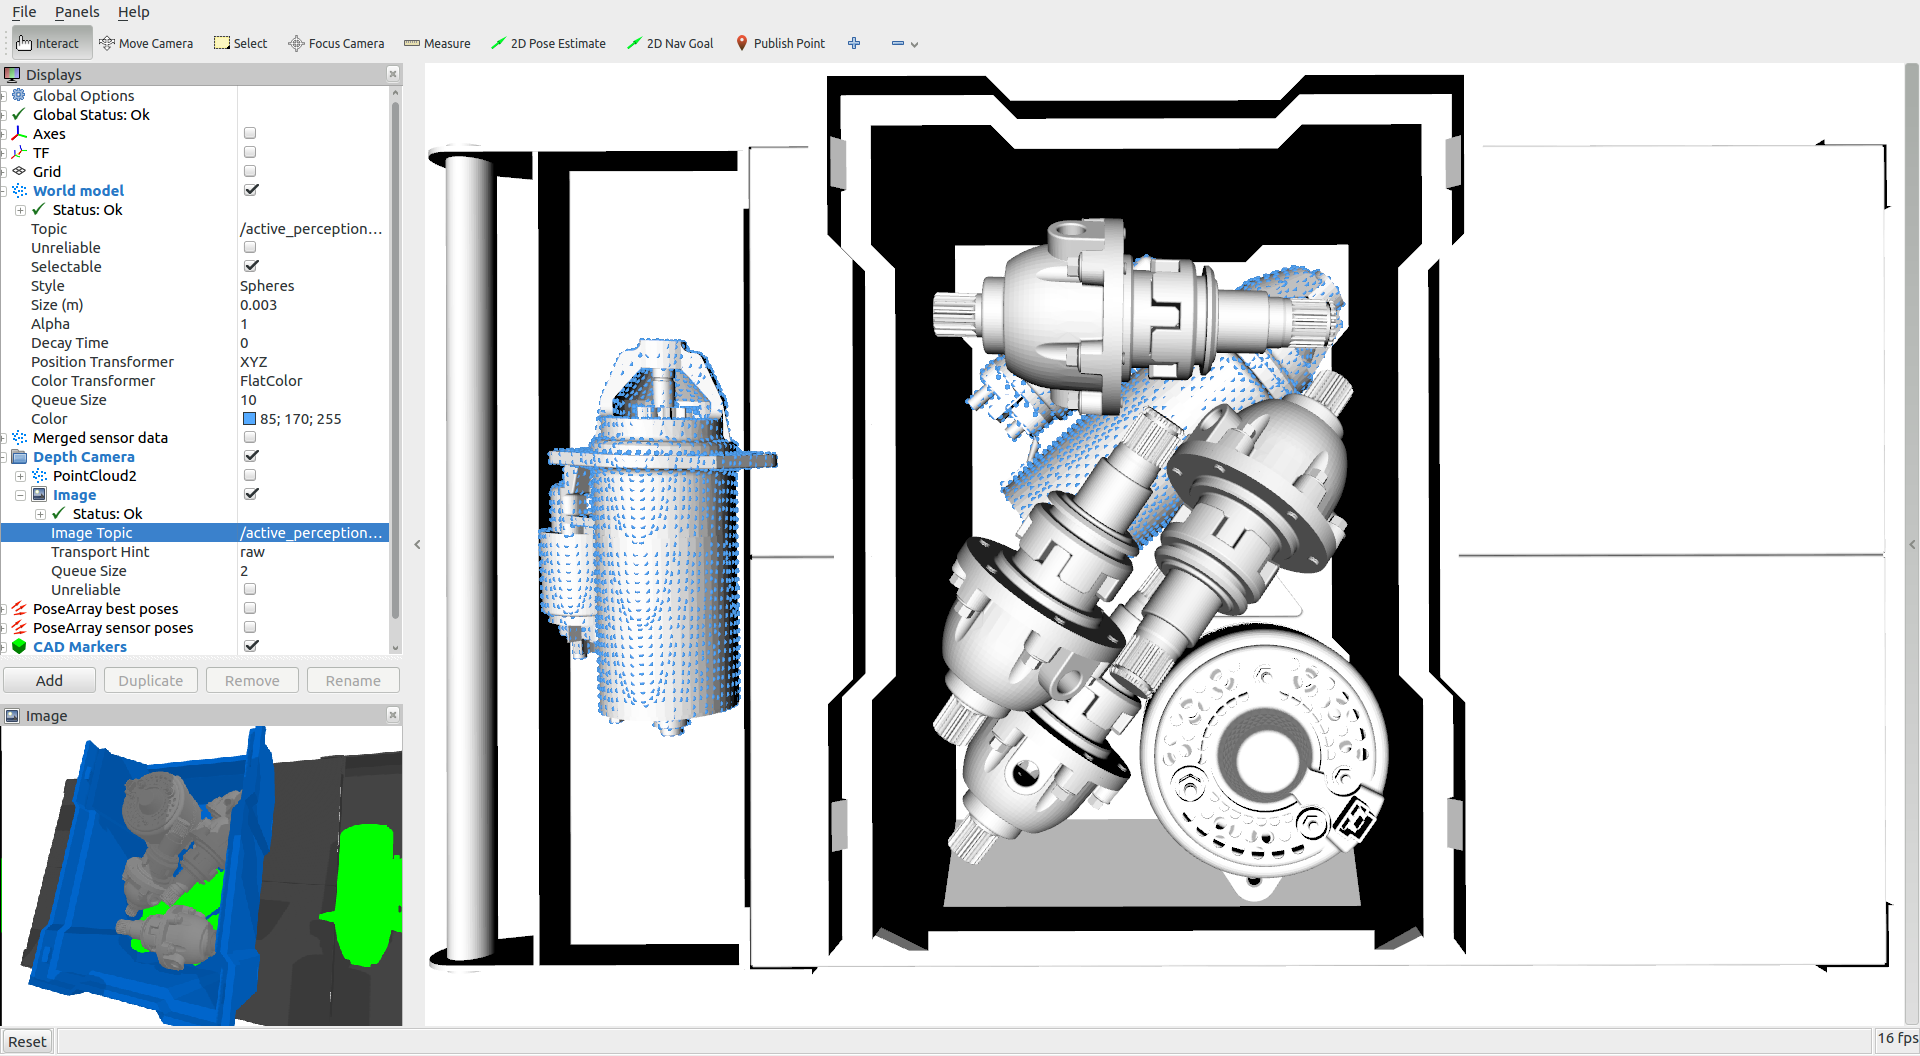 File Panels Help
Interact Move Camera Select Focus Camera Measure 2D Pose Estimate 2D Nav Goal Publish Point
Displays
Global Options
Global Status: Ok
Axes
TF
Grid
World model
Status: Ok
Topic /active_perception...
Unreliable
Selectable
Style Spheres
Size (m) 0.003
Alpha 1
Decay Time 0
Position Transformer XYZ
Color Transformer FlatColor
Queue Size 10
Color 85; 170; 255
Merged sensor data
Depth Camera
PointCloud2
Image
Status: Ok
Image Topic /active_perception...
Transport Hint raw
Queue Size 2
Unreliable
PoseArray best poses
PoseArray sensor poses
CAD Markers
Add Duplicate Remove Rename
Image
Reset 16 fps